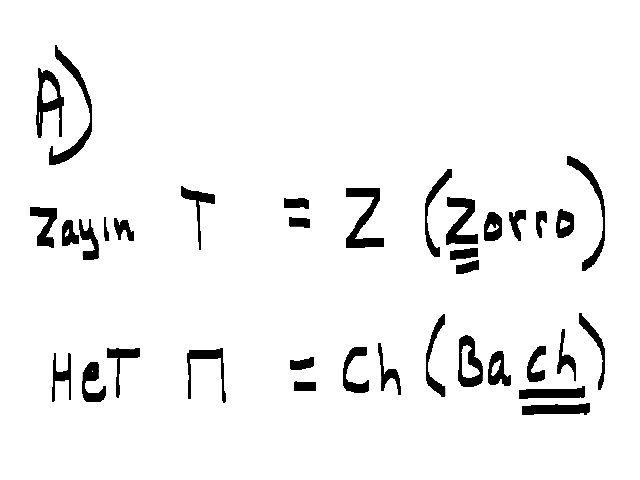 A)
Zayin ז = Z (Zorro)
Het ח = Ch (Bach)